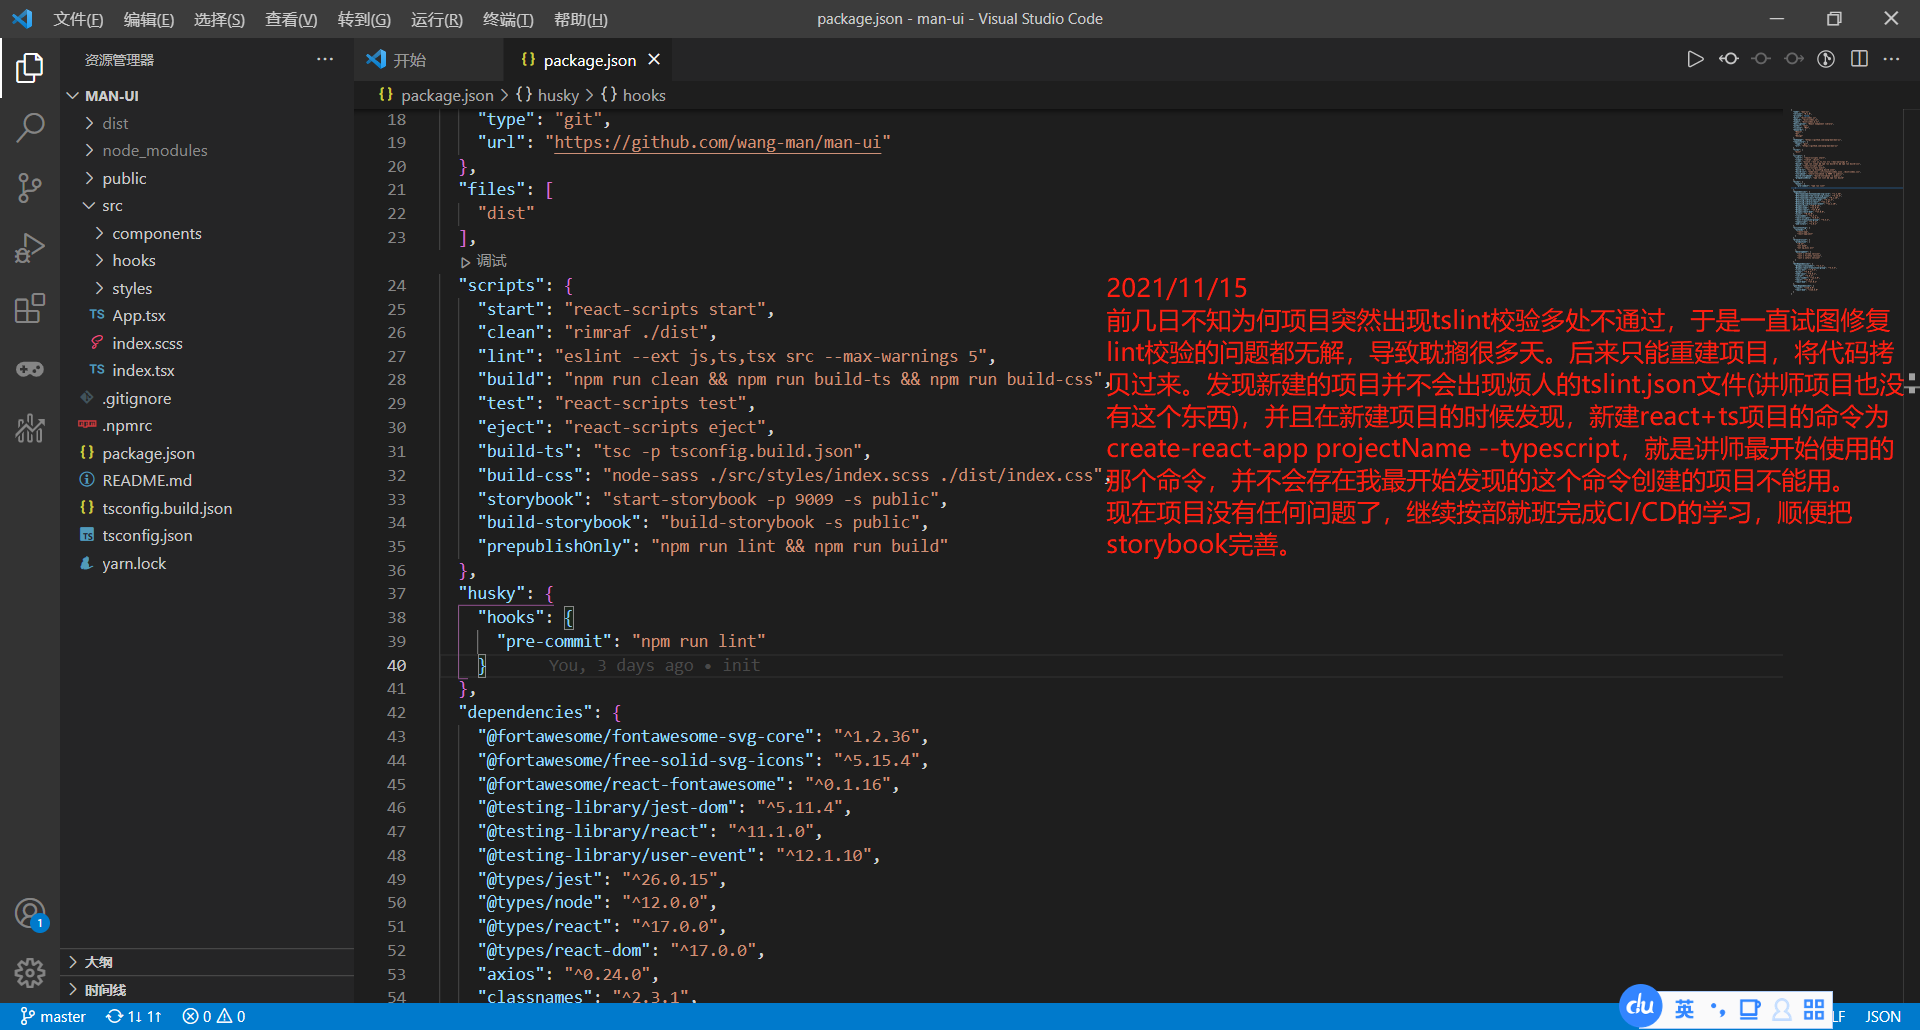 文件(F) 编辑(E) 选择(S) 查看(V) 转到(G) 运行(R) 终端(T) 帮助(H)
package.json - man-ui - Visual Studio Code
资源管理器
MAN-UI
dist
node_modules
public
src
components
hooks
styles
TS App.tsx
index.scss
TS index.tsx
.gitignore
.npmrc
{} package.json
README.md
{} tsconfig.build.json
tsconfig.json
yarn.lock
大纲
时间线
开始
{} package.json
{} package.json > {} husky > {} hooks
18 "type": "git",
19 "url": "https://github.com/wang-man/man-ui"
20 },
21 "files": [
22 "dist"
23 ],
调试
24 "scripts": {
25 "start": "react-scripts start",
26 "clean": "rimraf ./dist",
27 "lint": "eslint --ext js,ts,tsx src --max-warnings 5",
28 "build": "npm run clean && npm run build-ts && npm run build-css",
29 "test": "react-scripts test",
30 "eject": "react-scripts eject",
31 "build-ts": "tsc -p tsconfig.build.json",
32 "build-css": "node-sass ./src/styles/index.scss ./dist/index.css",
33 "storybook": "start-storybook -p 9009 -s public",
34 "build-storybook": "build-storybook -s public",
35 "prepublishOnly": "npm run lint && npm run build"
36 },
37 "husky": {
38 "hooks": {
39 "pre-commit": "npm run lint"
40 } You, 3 days ago • init
41 },
42 "dependencies": {
43 "@fortawesome/fontawesome-svg-core": "^1.2.36",
44 "@fortawesome/free-solid-svg-icons": "^5.15.4",
45 "@fortawesome/react-fontawesome": "^0.1.16",
46 "@testing-library/jest-dom": "^5.11.4",
47 "@testing-library/react": "^11.1.0",
48 "@testing-library/user-event": "^12.1.10",
49 "@types/jest": "^26.0.15",
50 "@types/node": "^12.0.0",
51 "@types/react": "^17.0.0",
52 "@types/react-dom": "^17.0.0",
53 "axios": "^0.24.0",
54 "classnames": "^2.3.1",
2021/11/15
前几日不知为何项目突然出现tslint校验多处不通过，于是一直试图修复
lint校验的问题都无解，导致耽搁很多天。后来只能重建项目，将代码拷
贝过来。发现新建的项目并不会出现烦人的tslint.json文件(讲师项目也没
有这个东西)，并且在新建项目的时候发现，新建react+ts项目的命令为
create-react-app projectName --typescript，就是讲师最开始使用的
那个命令，并不会存在我最开始发现的这个命令创建的项目不能用。
现在项目没有任何问题了，继续按部就班完成CI/CD的学习，顺便把
storybook完善。
1
master 1↓ 1↑ 0 0
du 英
LF JSON